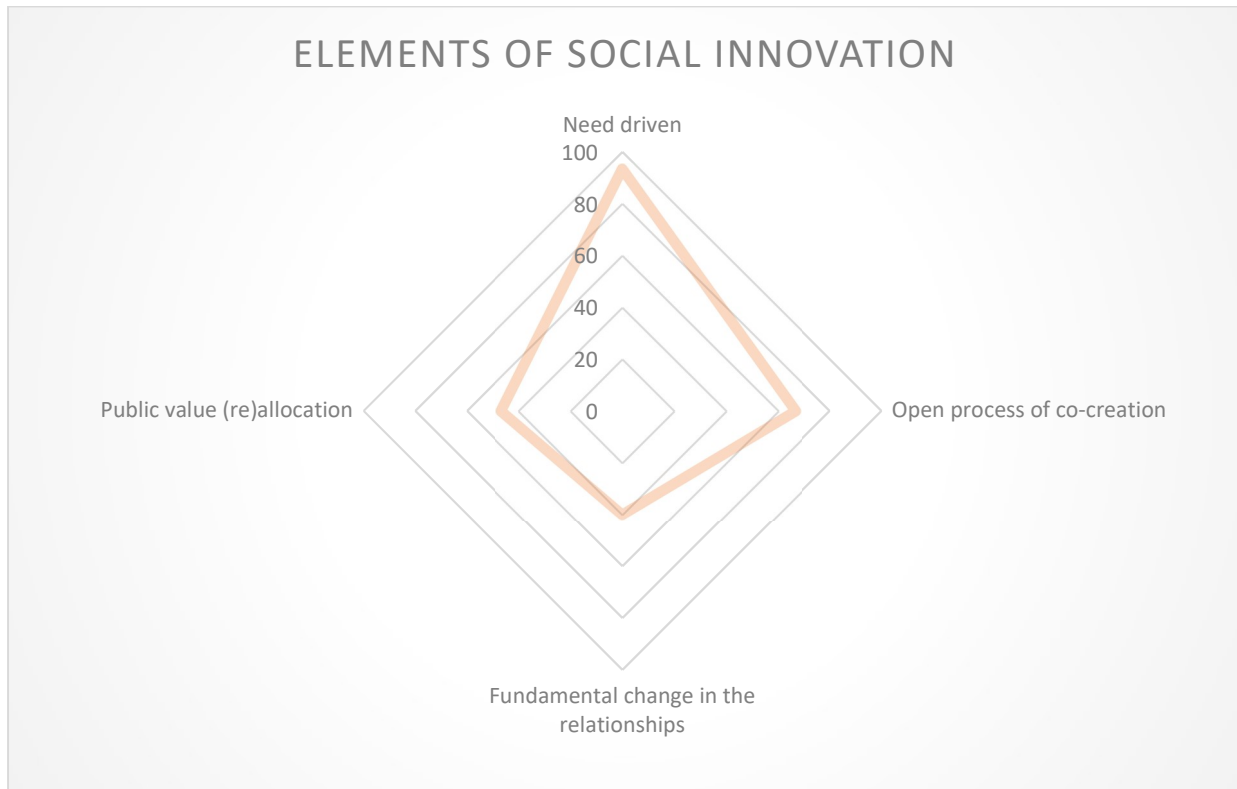 ELEMENTS OF SOCIAL INNOVATION
Need driven
100
80
60
40
20
0
Public value (re)allocation
Open process of co-creation
Fundamental change in the
relationships